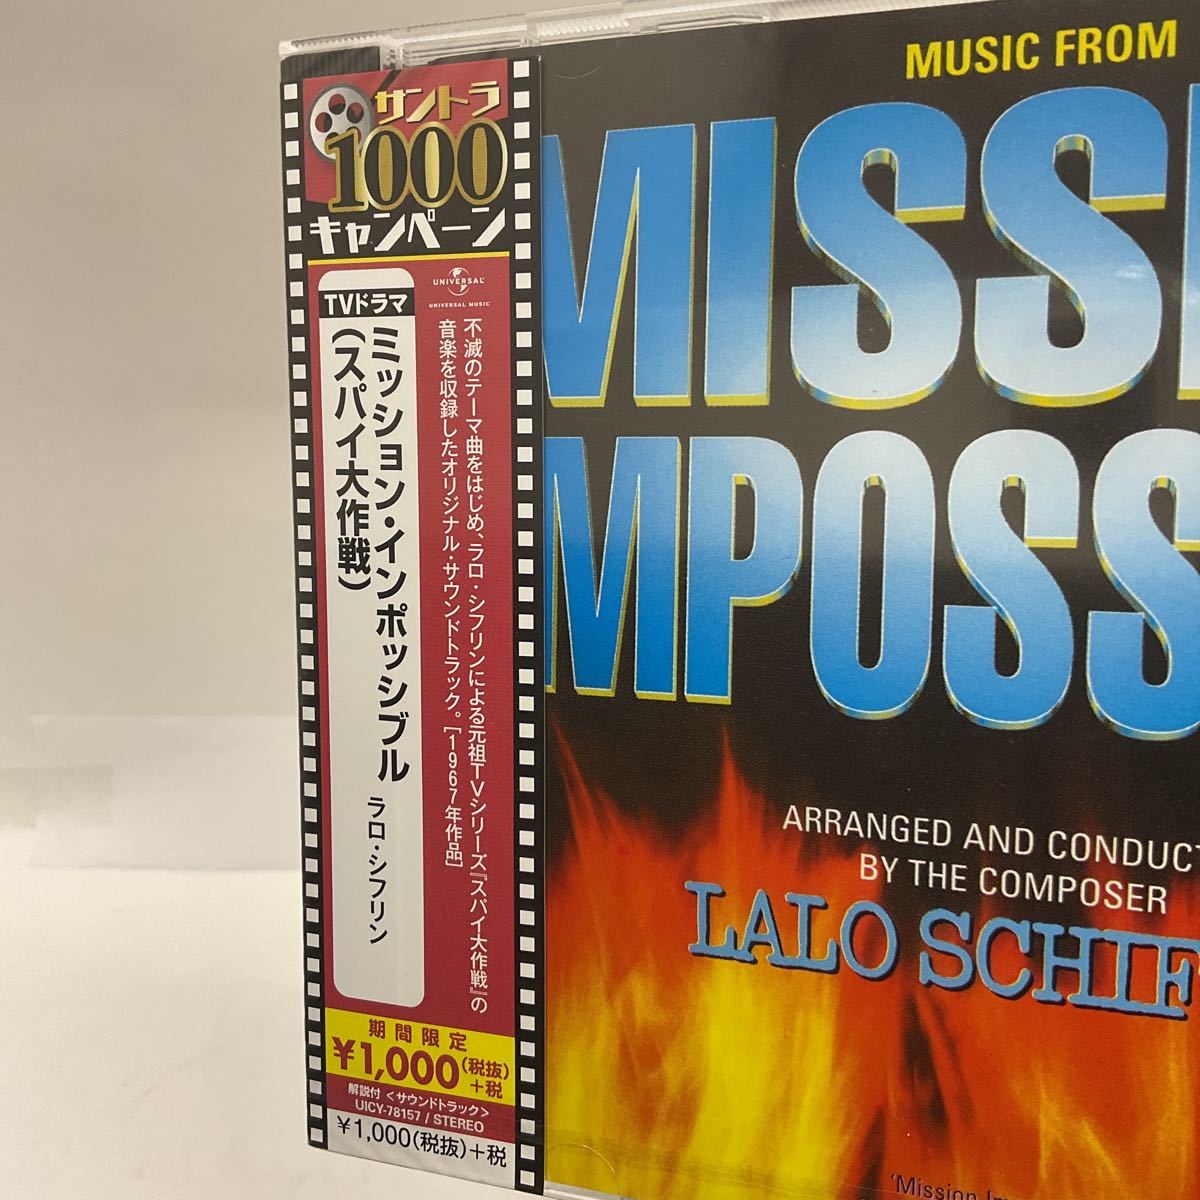 サントラ
1000
キャンペーン
UNIVERSAL
UNIVERSAL MUSIC
不滅のテーマ曲をはじめ、ラロ・シフリンによる元祖TVシリーズ『スパイ大作戦』の
音楽を収録したオリジナル・サウンドトラック。[1967年作品]
TVドラマ
ミッション・インポッシブル
(スパイ大作戦)
ラロ・シフリン
期間限定
¥1,000(税抜)+税
解説付 <サウンドトラック>
UICY-78157 / STEREO
¥1,000(税抜)+税
MUSIC FROM
MISSI
MPOSS
ARRANGED AND CONDUCT
BY THE COMPOSER
LALO SCHIF
'Mission Im